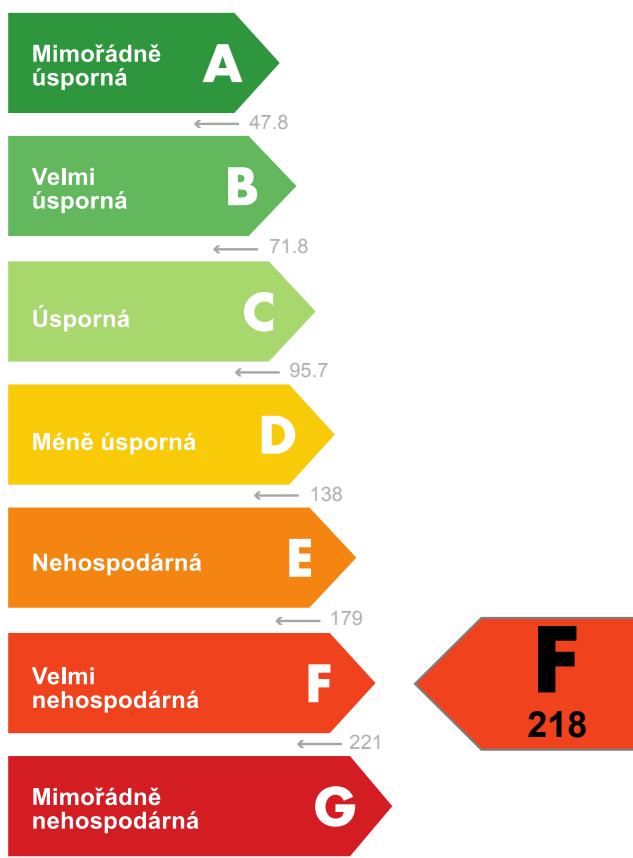 Mimořádně
úsporná
A
← 47.8
Velmi
úsporná
B
← 71.8
Úsporná
C
← 95.7
Méně úsporná
D
← 138
Nehospodárná
E
← 179
Velmi
nehospodárná
F
F
218
← 221
Mimořádně
nehospodárná
G